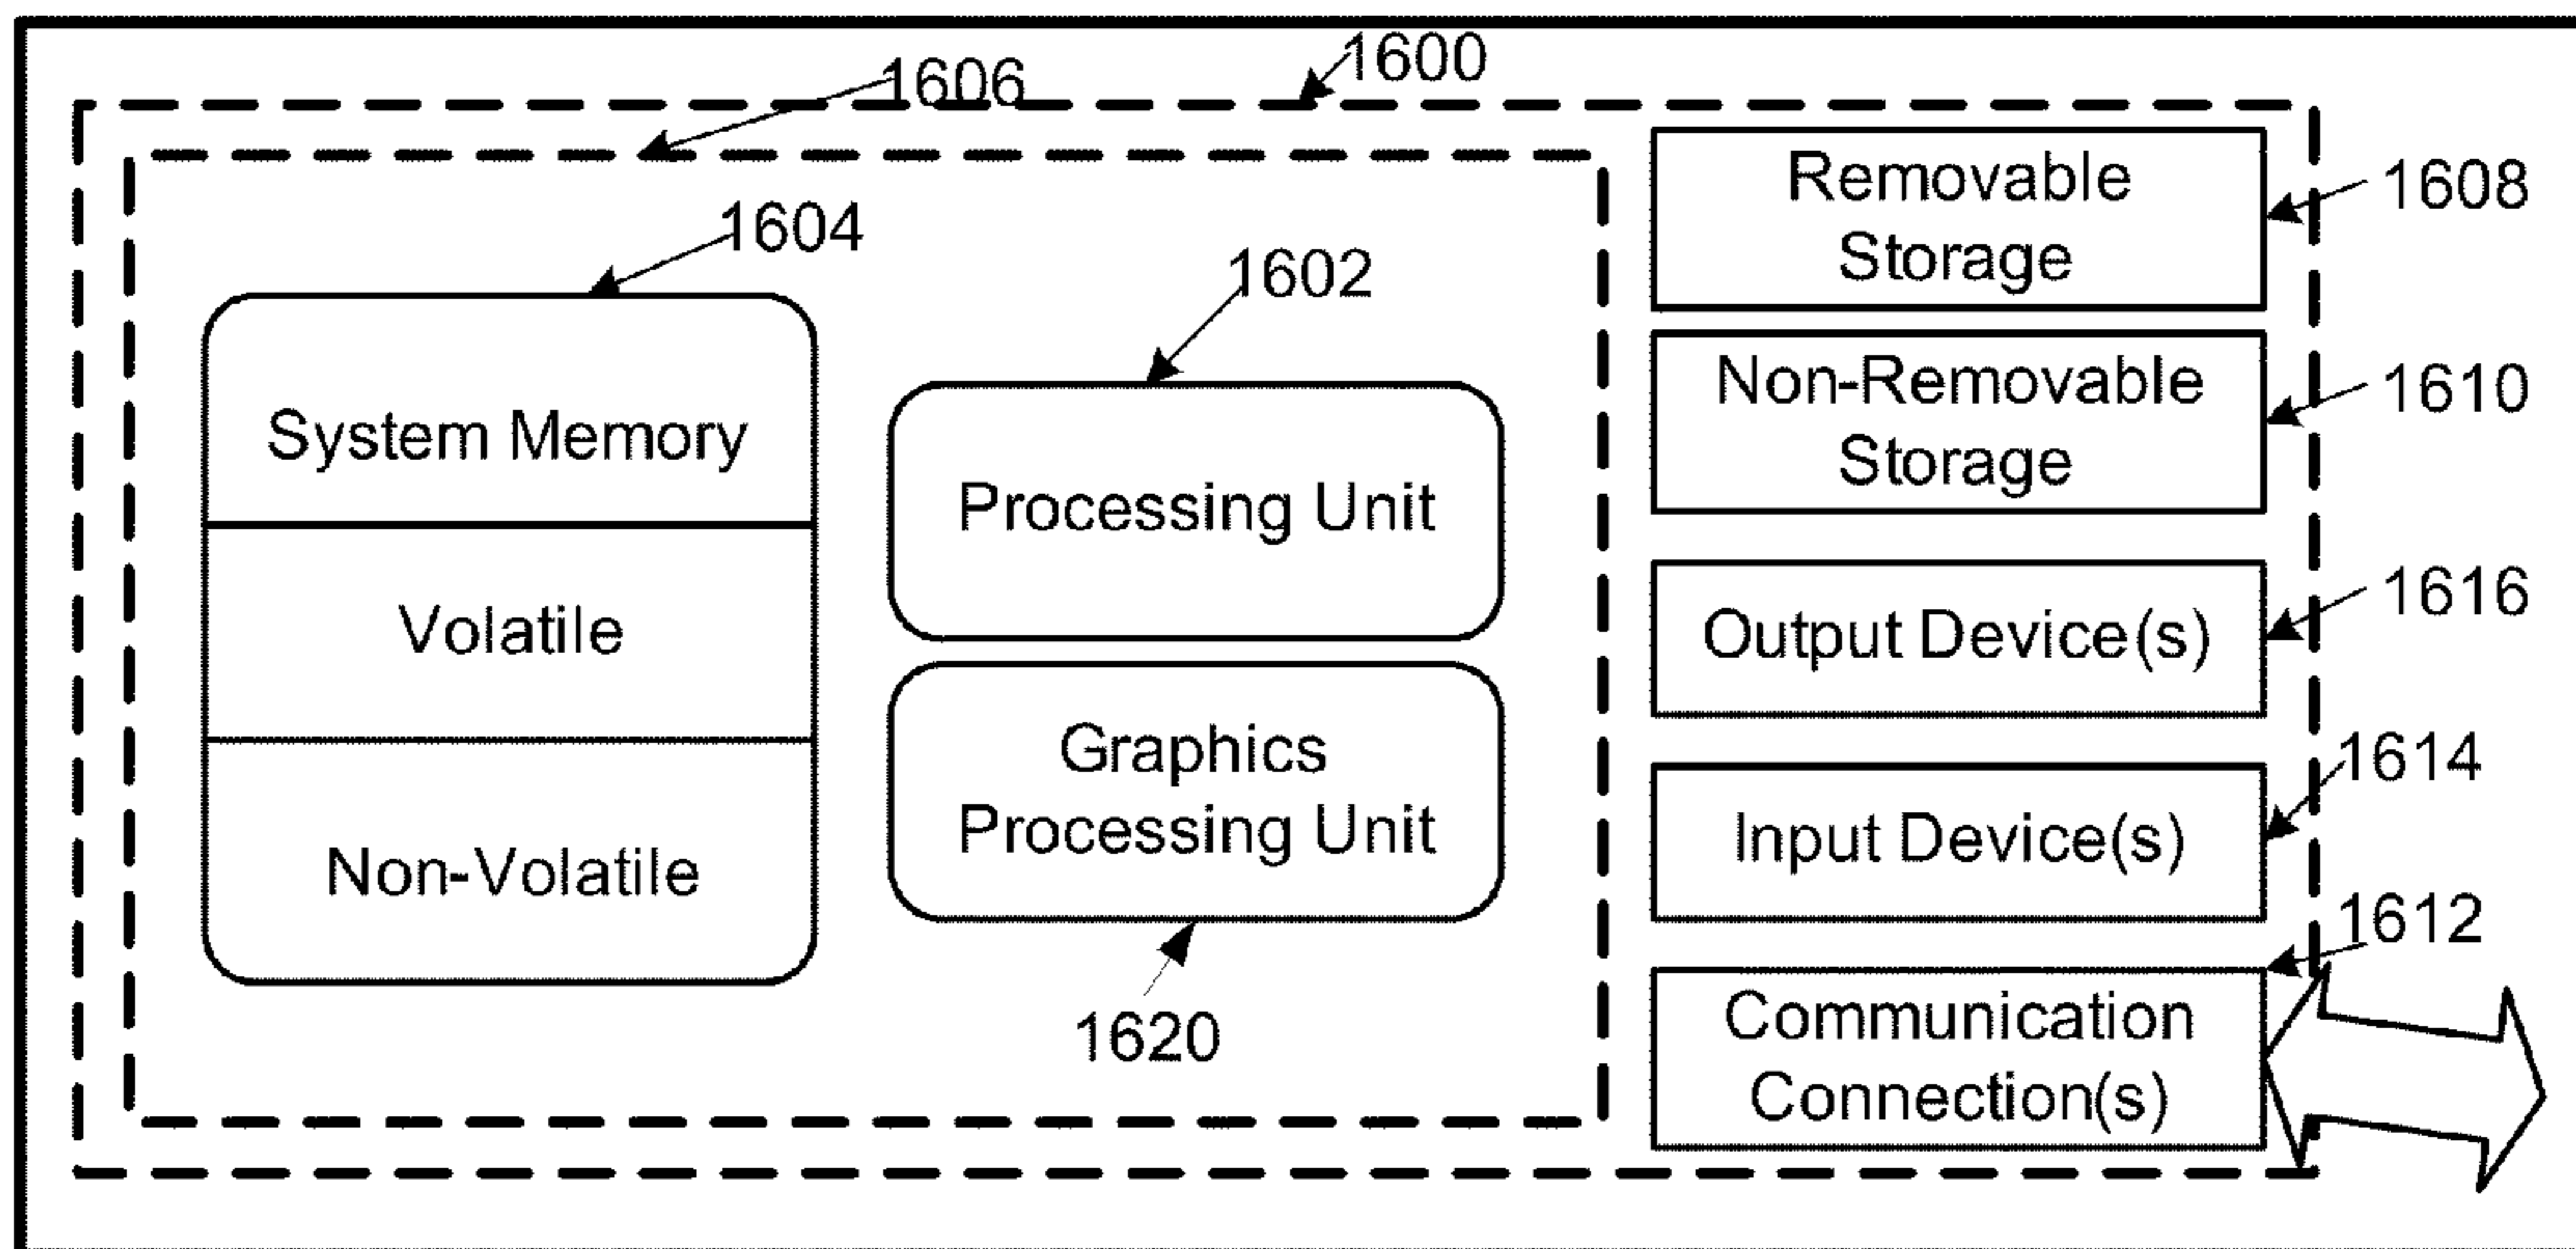 1600
1606
1604
1602
System Memory
Volatile
Non-Volatile
Processing Unit
Graphics
Processing Unit
1620
Removable
Storage
1608
Non-Removable
Storage
1610
Output Device(s)
1616
Input Device(s)
1614
Communication
Connection(s)
1612